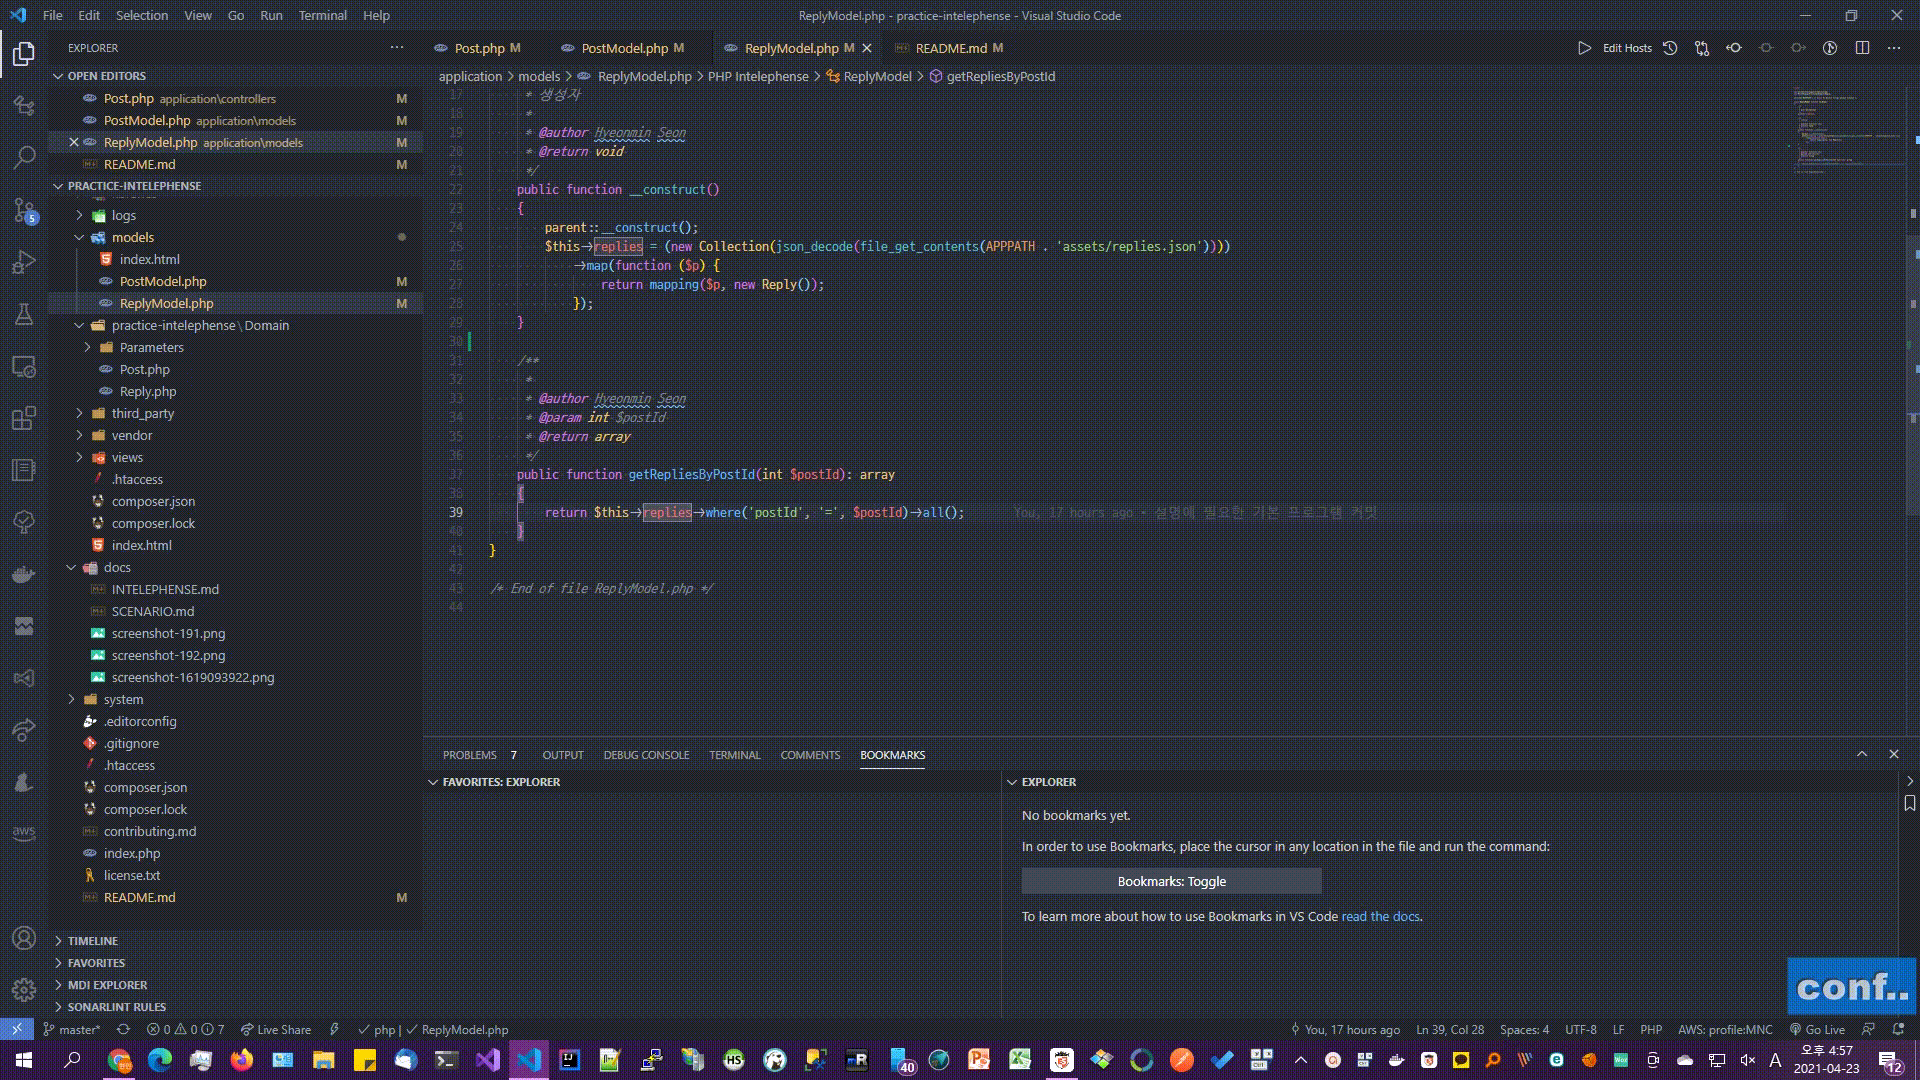 File Edit Selection View Go Run Terminal Help
ReplyModel.php - practice-intelephense - Visual Studio Code
EXPLORER
OPEN EDITORS
Post.php application\controllers M
PostModel.php application\models M
ReplyModel.php application\models M
README.md M
PRACTICE-INTELEPHENSE
logs
models
index.html
PostModel.php M
ReplyModel.php M
practice-intelephense\Domain
Parameters
Post.php
Reply.php
third_party
vendor
views
.htaccess
composer.json
composer.lock
index.html
docs
INTELEPHENSE.md
SCENARIO.md
screenshot-191.png
screenshot-192.png
screenshot-1619093922.png
system
.editorconfig
.gitignore
.htaccess
composer.json
composer.lock
contributing.md
index.php
license.txt
README.md M
TIMELINE
FAVORITES
MDI EXPLORER
SONARLINT RULES
Post.php M PostModel.php M ReplyModel.php M README.md M
Edit Hosts
application > models > ReplyModel.php > PHP Intelephense > ReplyModel > getRepliesByPostId
17 * 생성자
18 *
19 * @author Hyeonmin Seon
20 * @return void
21 */
22 public function __construct()
23 {
24 parent::__construct();
25 $this->replies = (new Collection(json_decode(file_get_contents(APPPATH . 'assets/replies.json'))))
26 ->map(function ($p) {
27 return mapping($p, new Reply());
28 });
29 }
30
31 /**
32 *
33 * @author Hyeonmin Seon
34 * @param int $postId
35 * @return array
36 */
37 public function getRepliesByPostId(int $postId): array
38 {
39 return $this->replies->where('postId', '=', $postId)->all(); You, 17 hours ago • 설명에 필요한 기본 프로그램 커밋
40 }
41 }
42
43 /* End of file ReplyModel.php */
44
PROBLEMS 7 OUTPUT DEBUG CONSOLE TERMINAL COMMENTS BOOKMARKS
FAVORITES: EXPLORER
EXPLORER
No bookmarks yet.
In order to use Bookmarks, place the cursor in any location in the file and run the command:
Bookmarks: Toggle
To learn more about how to use Bookmarks in VS Code read the docs.
conf..
5
aws
master* 0 0 7 Live Share php | ReplyModel.php
You, 17 hours ago Ln 39, Col 28 Spaces: 4 UTF-8 LF PHP AWS: profile:MNC Go Live
HS
40
A
오후 4:57
2021-04-23
12